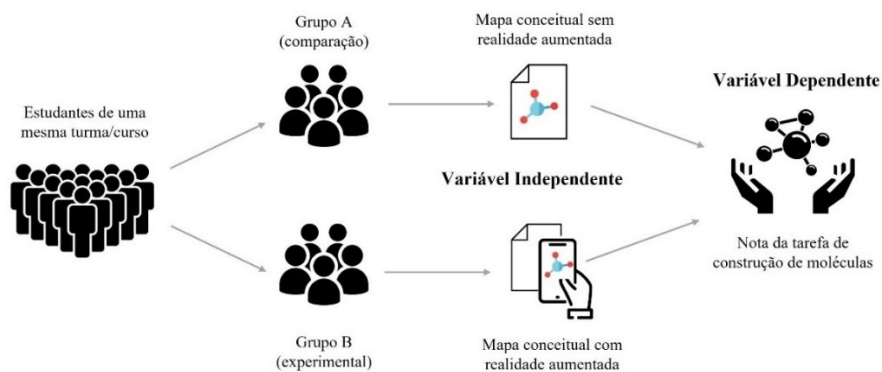 Estudantes de uma
mesma turma/curso
Grupo A
(comparação)
Mapa conceitual sem
realidade aumentada
Variável Independente
Grupo B
(experimental)
Mapa conceitual com
realidade aumentada
Variável Dependente
Nota da tarefa de
construção de moléculas